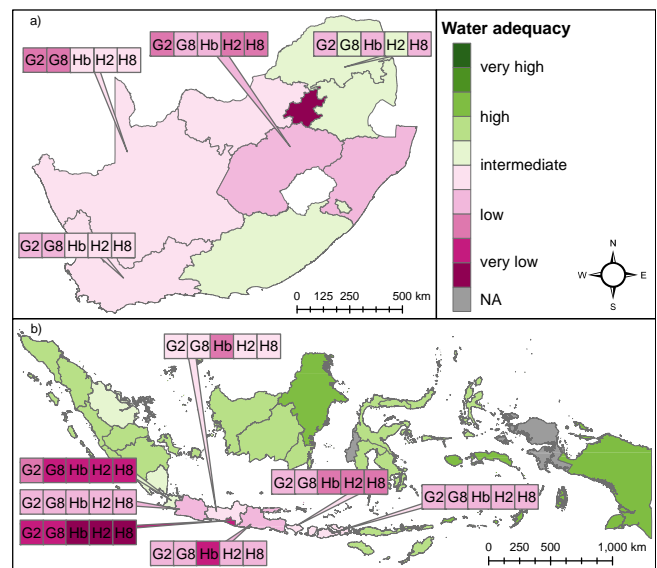 a)
G2 G8 Hb H2 H8
G2 G8 Hb H2 H8
G2 G8 Hb H2 H8
G2 G8 Hb H2 H8
0 125 250 500 km
Water adequacy
very high
high
intermediate
low
very low
NA
N
W E
S
b)
G2 G8 Hb H2 H8
G2 G8 Hb H2 H8
G2 G8 Hb H2 H8
G2 G8 Hb H2 H8
G2 G8 Hb H2 H8
G2 G8 Hb H2 H8
G2 G8 Hb H2 H8
0 250 500 1,000 km